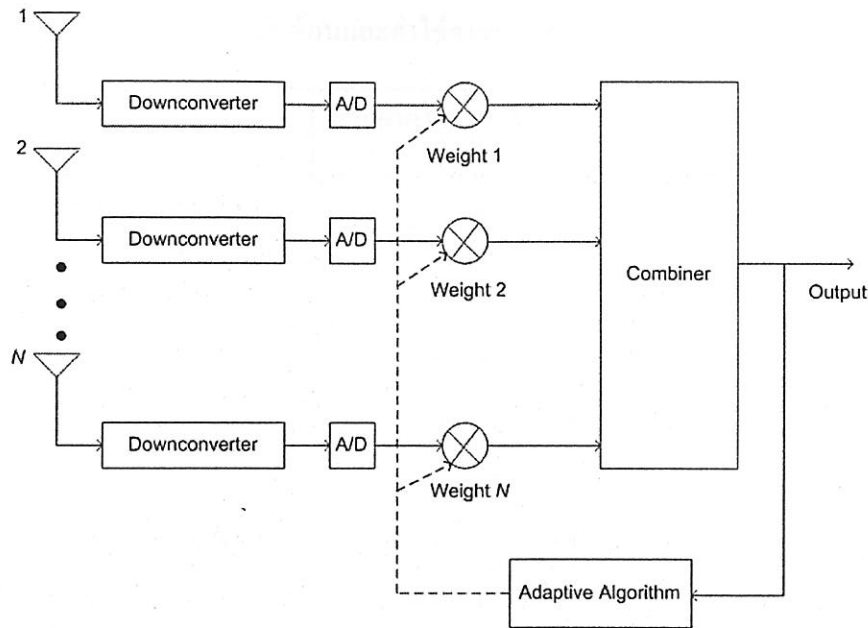 1
Downconverter
A/D
Weight 1
2
Downconverter
A/D
Weight 2
Combiner
Output
N
Downconverter
A/D
Weight N
Adaptive Algorithm